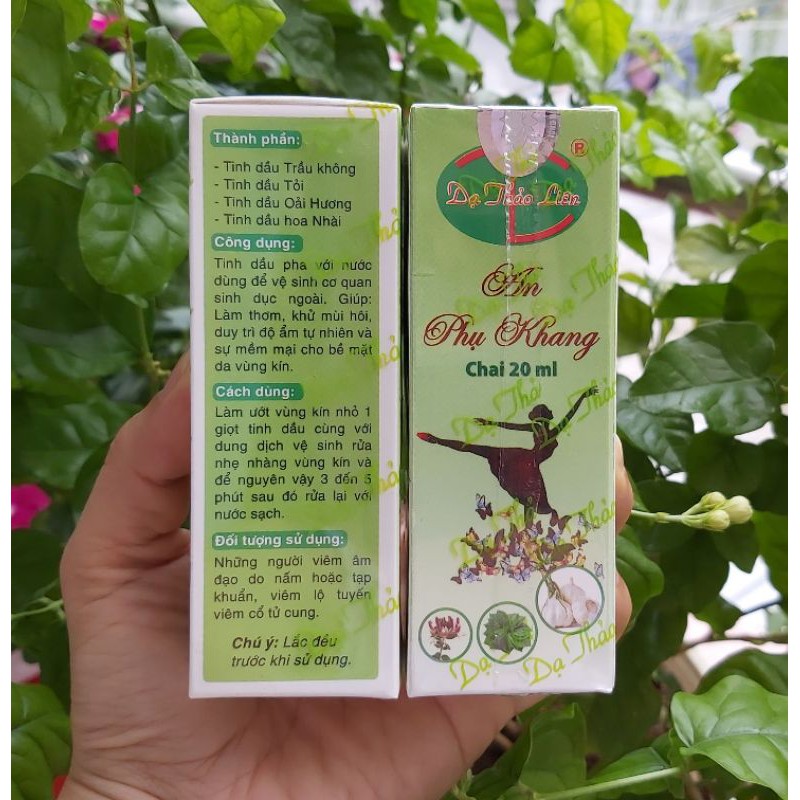 Thành phần:
- Tinh dầu Trầu không
- Tinh dầu Tỏi
- Tinh dầu Oải Hương
- Tinh dầu hoa Nhài
Công dụng:
Tinh dầu pha với nước
dùng để vệ sinh cơ quan
sinh dục ngoài. Giúp:
Làm thơm, khử mùi hôi,
duy trì độ ẩm tự nhiên và
sự mềm mại cho bề mặt
da vùng kín.
Cách dùng:
Làm ướt vùng kín nhỏ 1
giọt tinh dầu cùng với
dung dịch vệ sinh rửa
nhẹ nhàng vùng kín và
để nguyên vậy 3 đến 5
phút sau đó rửa lại với
nước sạch.
Đối tượng sử dụng:
Những người viêm âm
đạo do nấm hoặc tạp
khuẩn, viêm lộ tuyến
viêm cổ tử cung.
Chú ý: Lắc đều
trước khi sử dụng.
Dạ Thảo Liên ®
An
Phụ Khang
Chai 20 ml
Dạ Thảo
Dạ Thảo
Dạ Thảo
Dạ Thảo